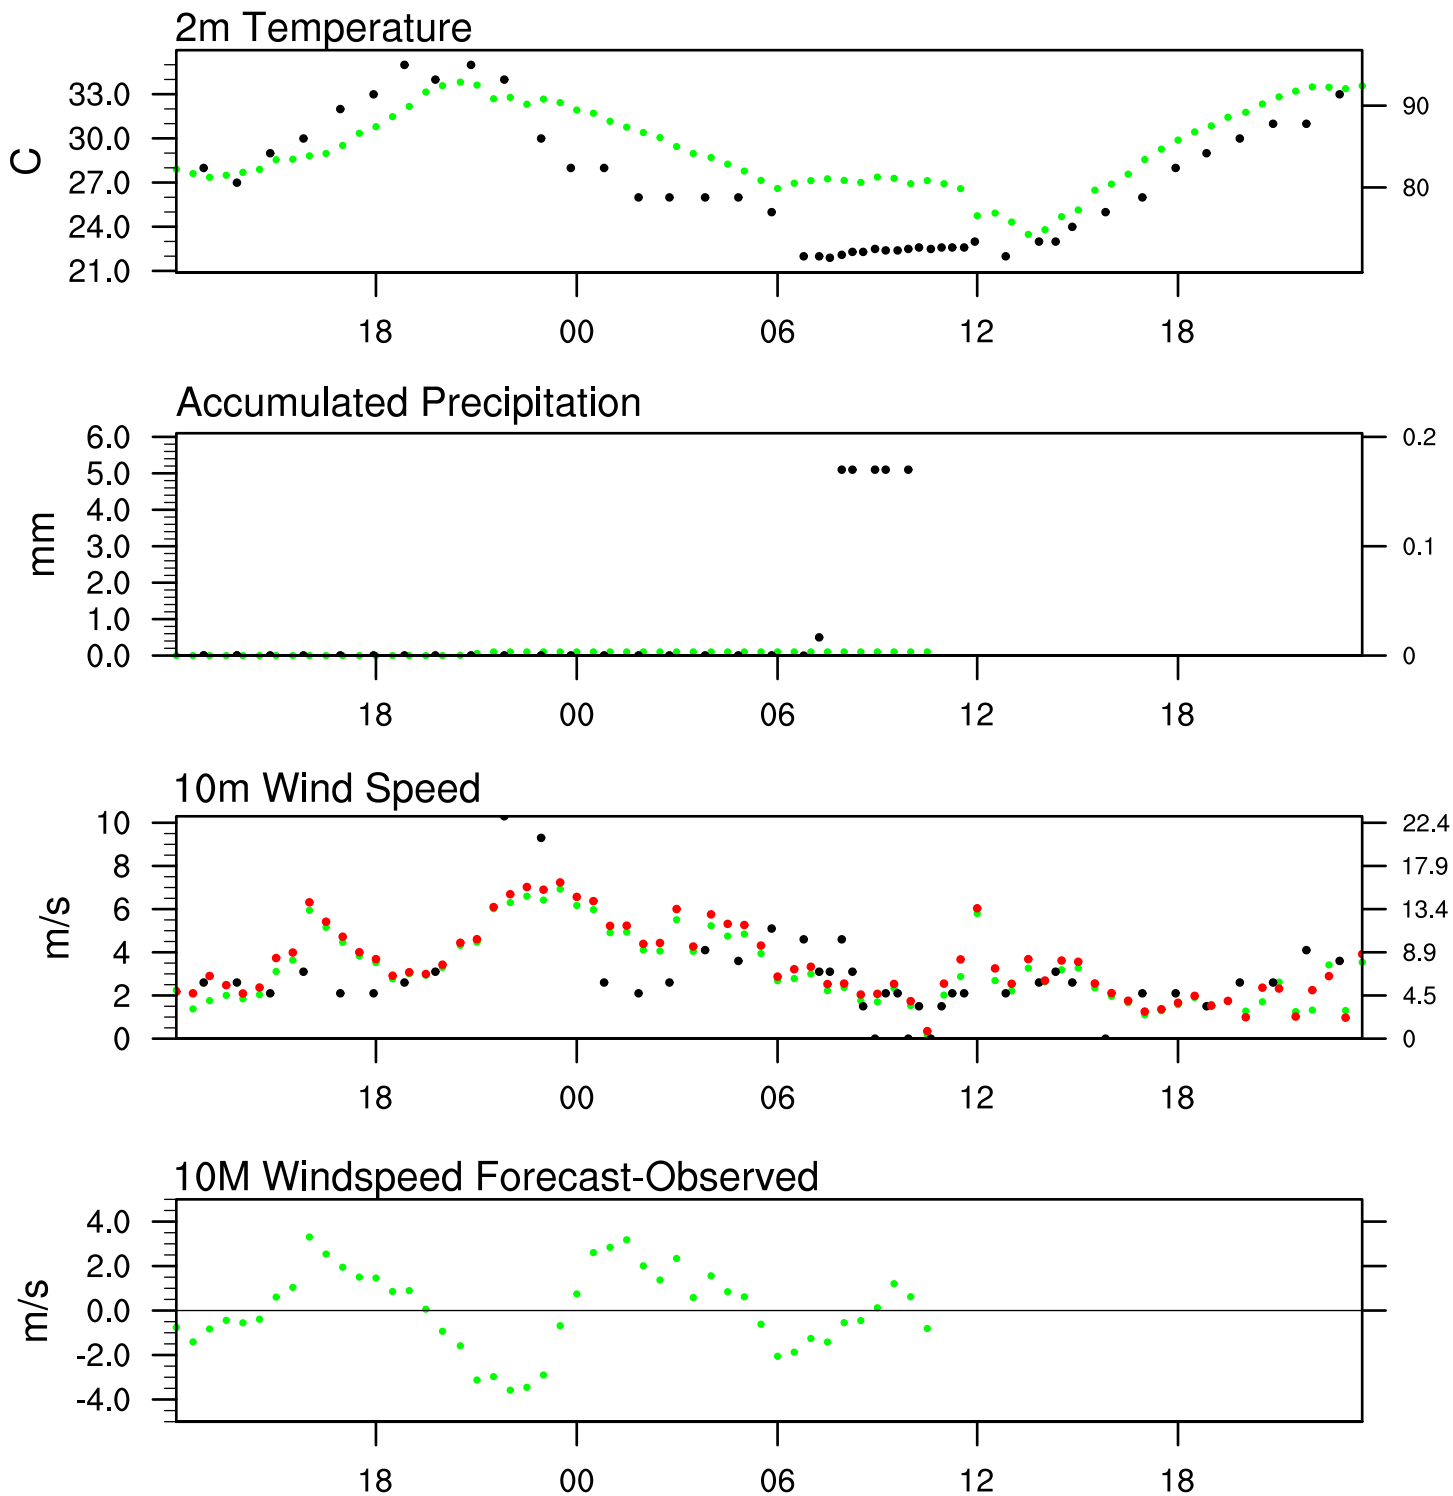 2m Temperature
C
33.0
30.0
27.0
24.0
21.0
90
80
18 00 06 12 18
Accumulated Precipitation
mm
6.0
5.0
4.0
3.0
2.0
1.0
0.0
0.2
0.1
0
18 00 06 12 18
10m Wind Speed
m/s
10
8
6
4
2
0
22.4
17.9
13.4
8.9
4.5
0
18 00 06 12 18
10M Windspeed Forecast-Observed
m/s
4.0
2.0
0.0
-2.0
-4.0
18 00 06 12 18